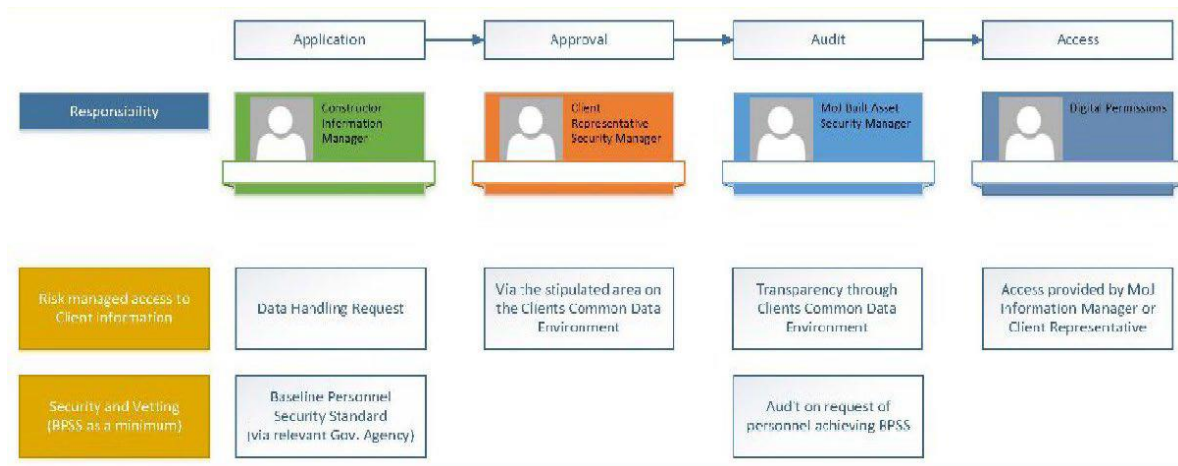 Application
Approval
Audit
Access
Responsibility
Constructor
Information
Manager
Client
Representative
Security Manager
MoJ Built Asset
Security Manager
Digital Permissions
Risk managed access to
Client Information
Data Handling Request
Via the stipulated area on
the Clients Common Data
Environment
Transparency through
Clients Common Data
Environment
Access provided by MoJ
Information Manager or
Client Representative
Security and Vetting
(BPSS as a minimum)
Baseline Personnel
Security Standard
(via relevant Gov. Agency)
Audit on request of
personnel achieving BPSS